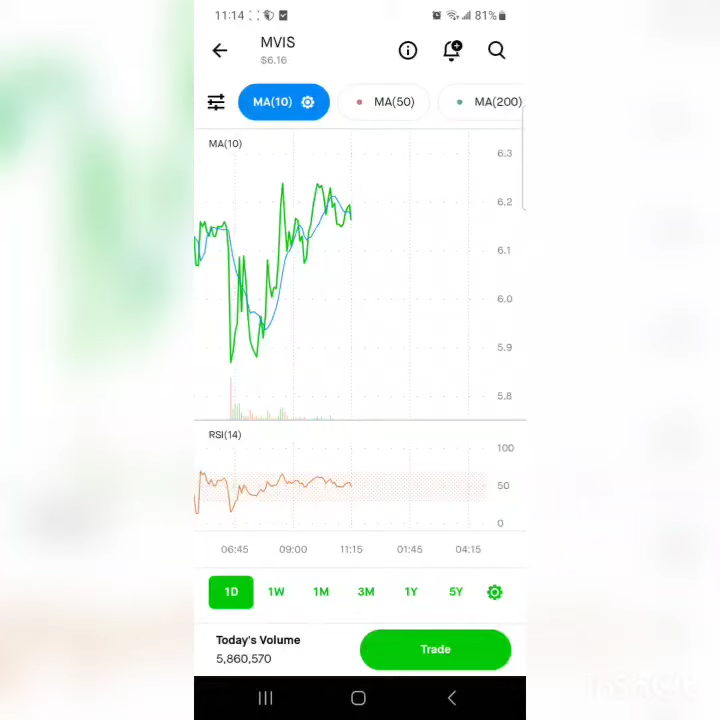 11:14 81%
MVIS
$6.16
MA(10) MA(50) MA(200)
MA(10)
6.3
6.2
6.1
6.0
5.9
5.8
RSI(14)
100
50
0
06:45 09:00 11:15 01:45 04:15
1D 1W 1M 3M 1Y 5Y
Today's Volume
5,860,570
Trade
InShOt